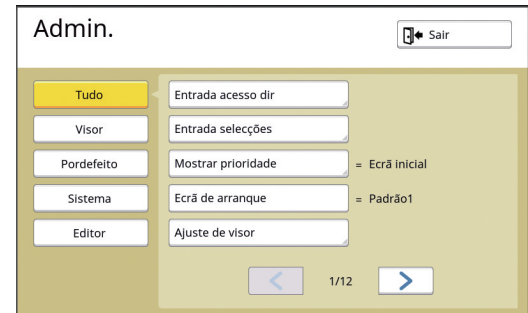 Admin.
Sair
Tudo
Entrada acesso dir
Visor
Entrada selecções
Pordefeito
Mostrar prioridade = Ecrã inicial
Sistema
Ecrã de arranque = Padrão1
Editor
Ajuste de visor
1/12